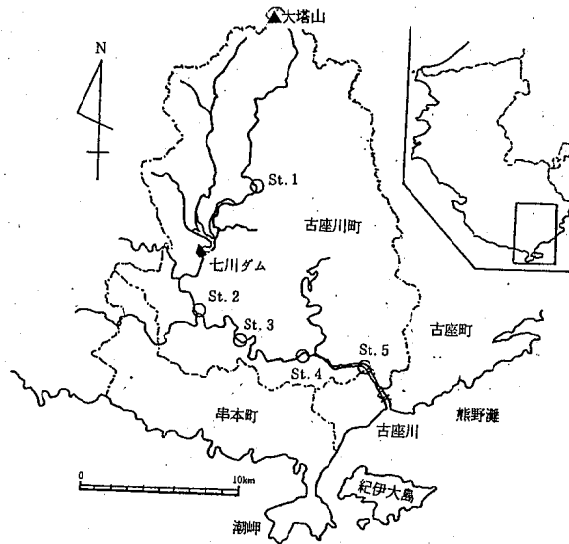 大塔山
N
St. 1
古座川町
七川ダム
St. 2
古座町
St. 3
St. 5
St. 4
串本町
古座川
熊野灘
0
10km
紀伊大島
潮岬